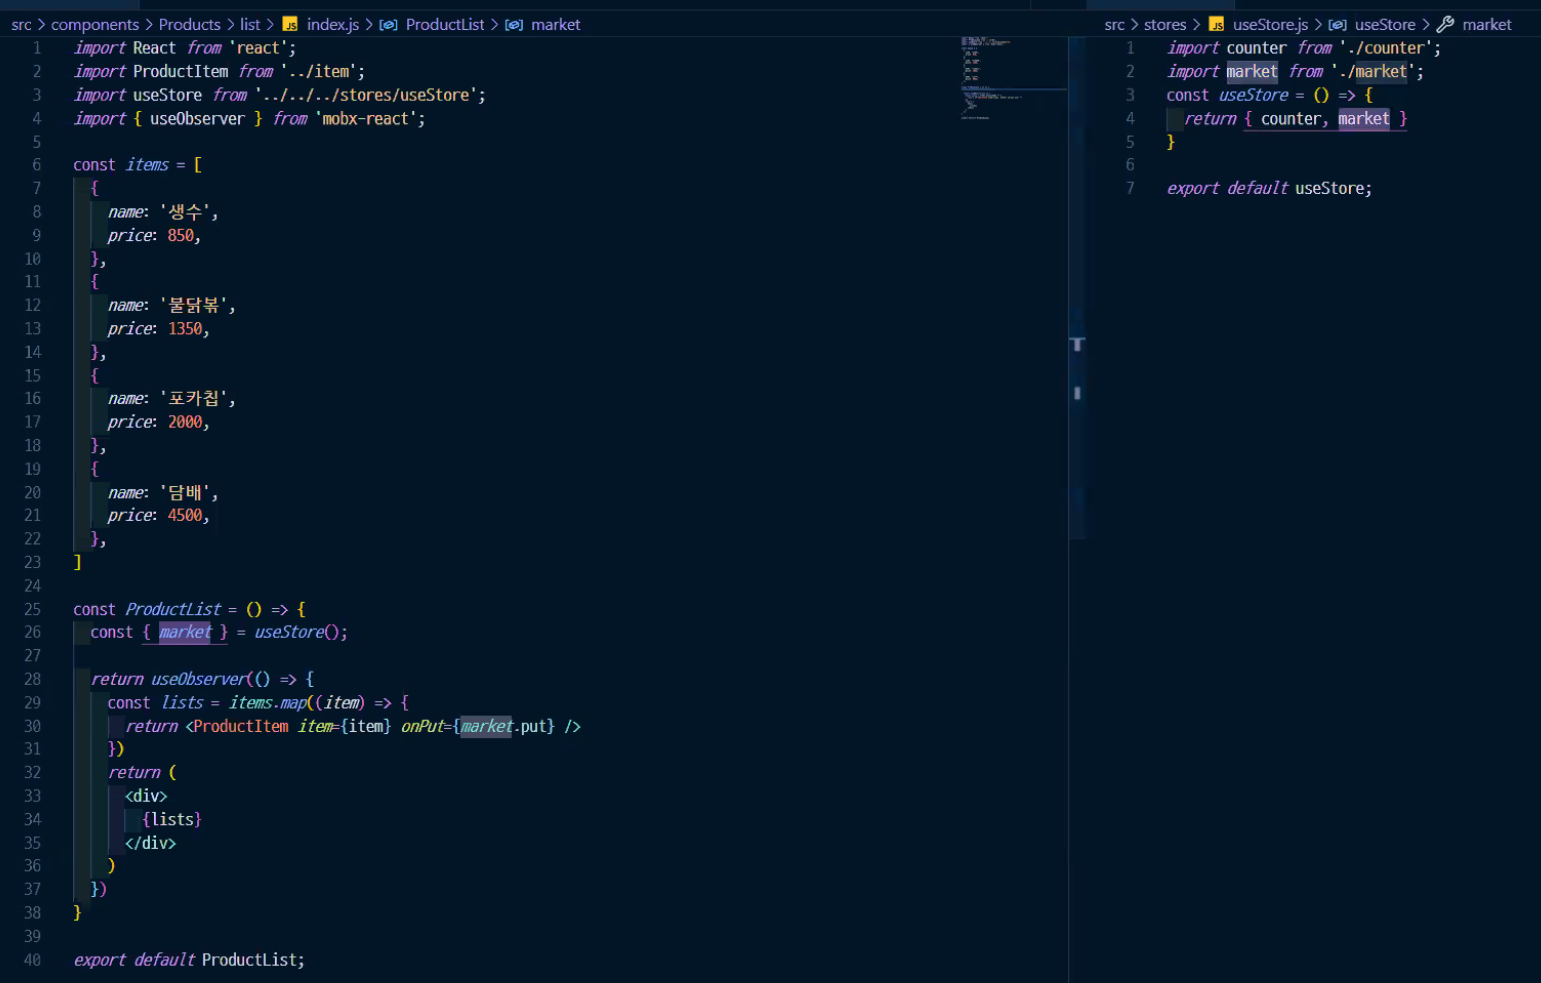 src > components > Products > list > JS index.js > ProductList > market
1 import React from 'react';
2 import ProductItem from '../item';
3 import useStore from '../../../stores/useStore';
4 import { useObserver } from 'mobx-react';
5
6 const items = [
7 {
8 name: '생수',
9 price: 850,
10 },
11 {
12 name: '불닭볶',
13 price: 1350,
14 },
15 {
16 name: '포카칩',
17 price: 2000,
18 },
19 {
20 name: '담배',
21 price: 4500,
22 },
23 ]
24
25 const ProductList = () => {
26 const { market } = useStore();
27
28 return useObserver(() => {
29 const lists = items.map((item) => {
30 return <ProductItem item={item} onPut={market.put} />
31 })
32 return (
33 <div>
34 {lists}
35 </div>
36 )
37 })
38 }
39
40 export default ProductList;
src > stores > JS useStore.js > useStore > market
1 import counter from './counter';
2 import market from './market';
3 const useStore = () => {
4 return { counter, market }
5 }
6
7 export default useStore;